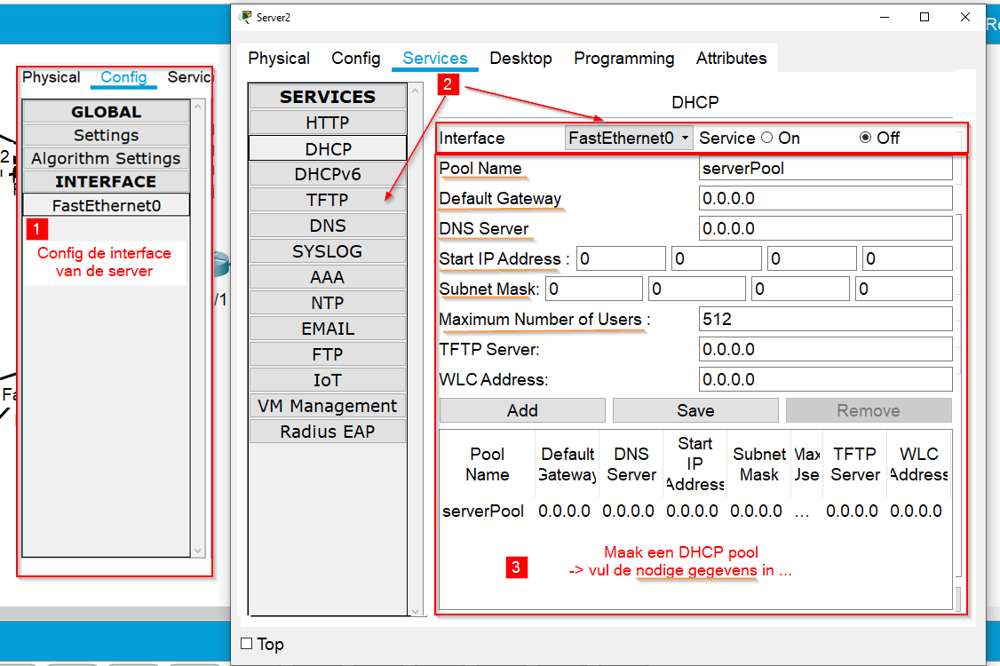 Server2
Physical Config Servic
GLOBAL
Settings
Algorithm Settings
INTERFACE
FastEthernet0
1
Config de interface
van de server
2
/1
Physical Config Services Desktop Programming Attributes
2
SERVICES
HTTP
DHCP
DHCPv6
TFTP
DNS
SYSLOG
AAA
NTP
EMAIL
FTP
IoT
VM Management
Radius EAP
DHCP
Interface FastEthernet0 Service On Off
Pool Name serverPool
Default Gateway 0.0.0.0
DNS Server 0.0.0.0
Start IP Address : 0 0 0 0
Subnet Mask: 0 0 0 0
Maximum Number of Users : 512
TFTP Server: 0.0.0.0
WLC Address: 0.0.0.0
Add Save Remove
Pool Name Default Gateway DNS Server Start IP Address Subnet Mask Max Use TFTP Server WLC Address
serverPool 0.0.0.0 0.0.0.0 0.0.0.0 0.0.0.0 ... 0.0.0.0 0.0.0.0
3
Maak een DHCP pool
-> vul de nodige gegevens in ...
Top